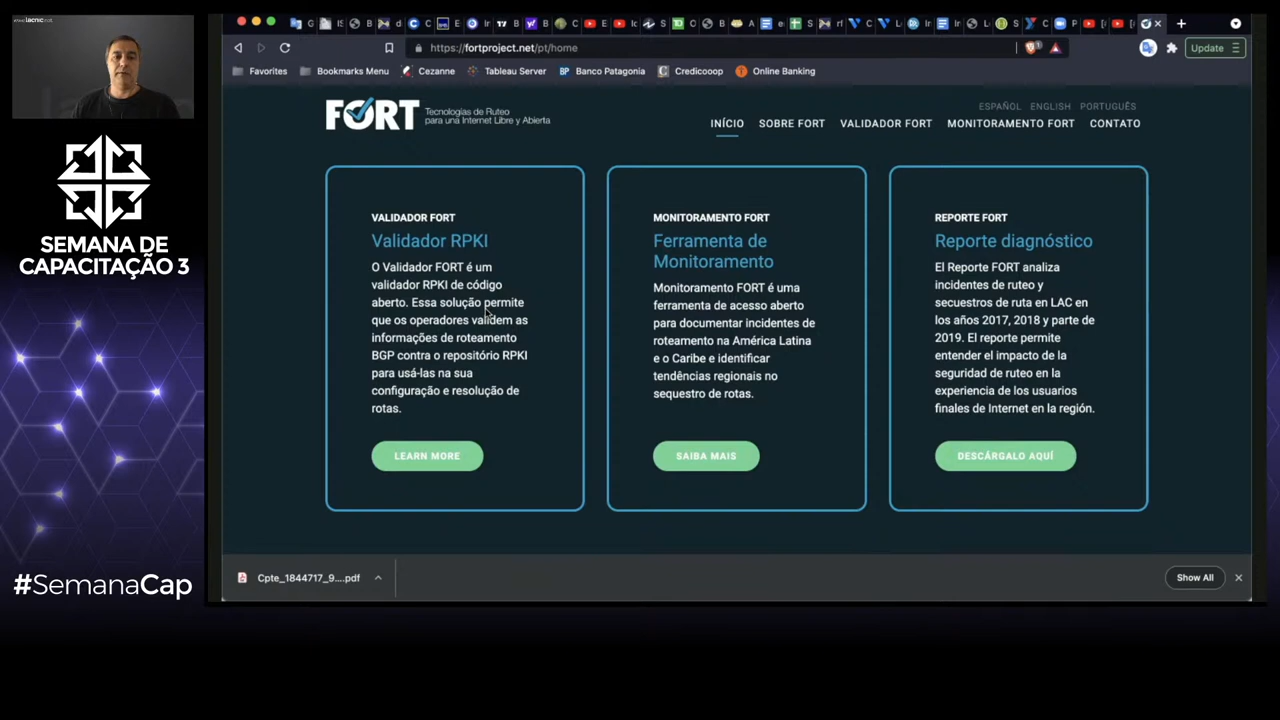 lacnic
SEMANA DE
CAPACITAÇÃO 3
#SemanaCap
https://fortproject.net/pt/home
Update
Favorites
Bookmarks Menu
Cezanne
Tableau Server
Banco Patagonia
Credicooop
Online Banking
FORT
Tecnologías de Ruteo
para una Internet Libre y Abierta
ESPAÑOL ENGLISH PORTUGUÊS
INÍCIO SOBRE FORT VALIDADOR FORT MONITORAMENTO FORT CONTATO
VALIDADOR FORT
Validador RPKI
O Validador FORT é um
validador RPKI de código
aberto. Essa solução permite
que os operadores validem as
informações de roteamento
BGP contra o repositório RPKI
para usá-las na sua
configuração e resolução de
rotas.
LEARN MORE
MONITORAMENTO FORT
Ferramenta de
Monitoramento
Monitoramento FORT é uma
ferramenta de acesso aberto
para documentar incidentes de
roteamento na América Latina
e o Caribe e identificar
tendências regionais no
sequestro de rotas.
SAIBA MAIS
REPORTE FORT
Reporte diagnóstico
El Reporte FORT analiza
incidentes de ruteo y
secuestros de ruta en LAC en
los años 2017, 2018 y parte de
2019. El reporte permite
entender el impacto de la
seguridad de ruteo en la
experiencia de los usuarios
finales de Internet en la región.
DESCÁRGALO AQUÍ
Cpte_1844717_9....pdf
Show All